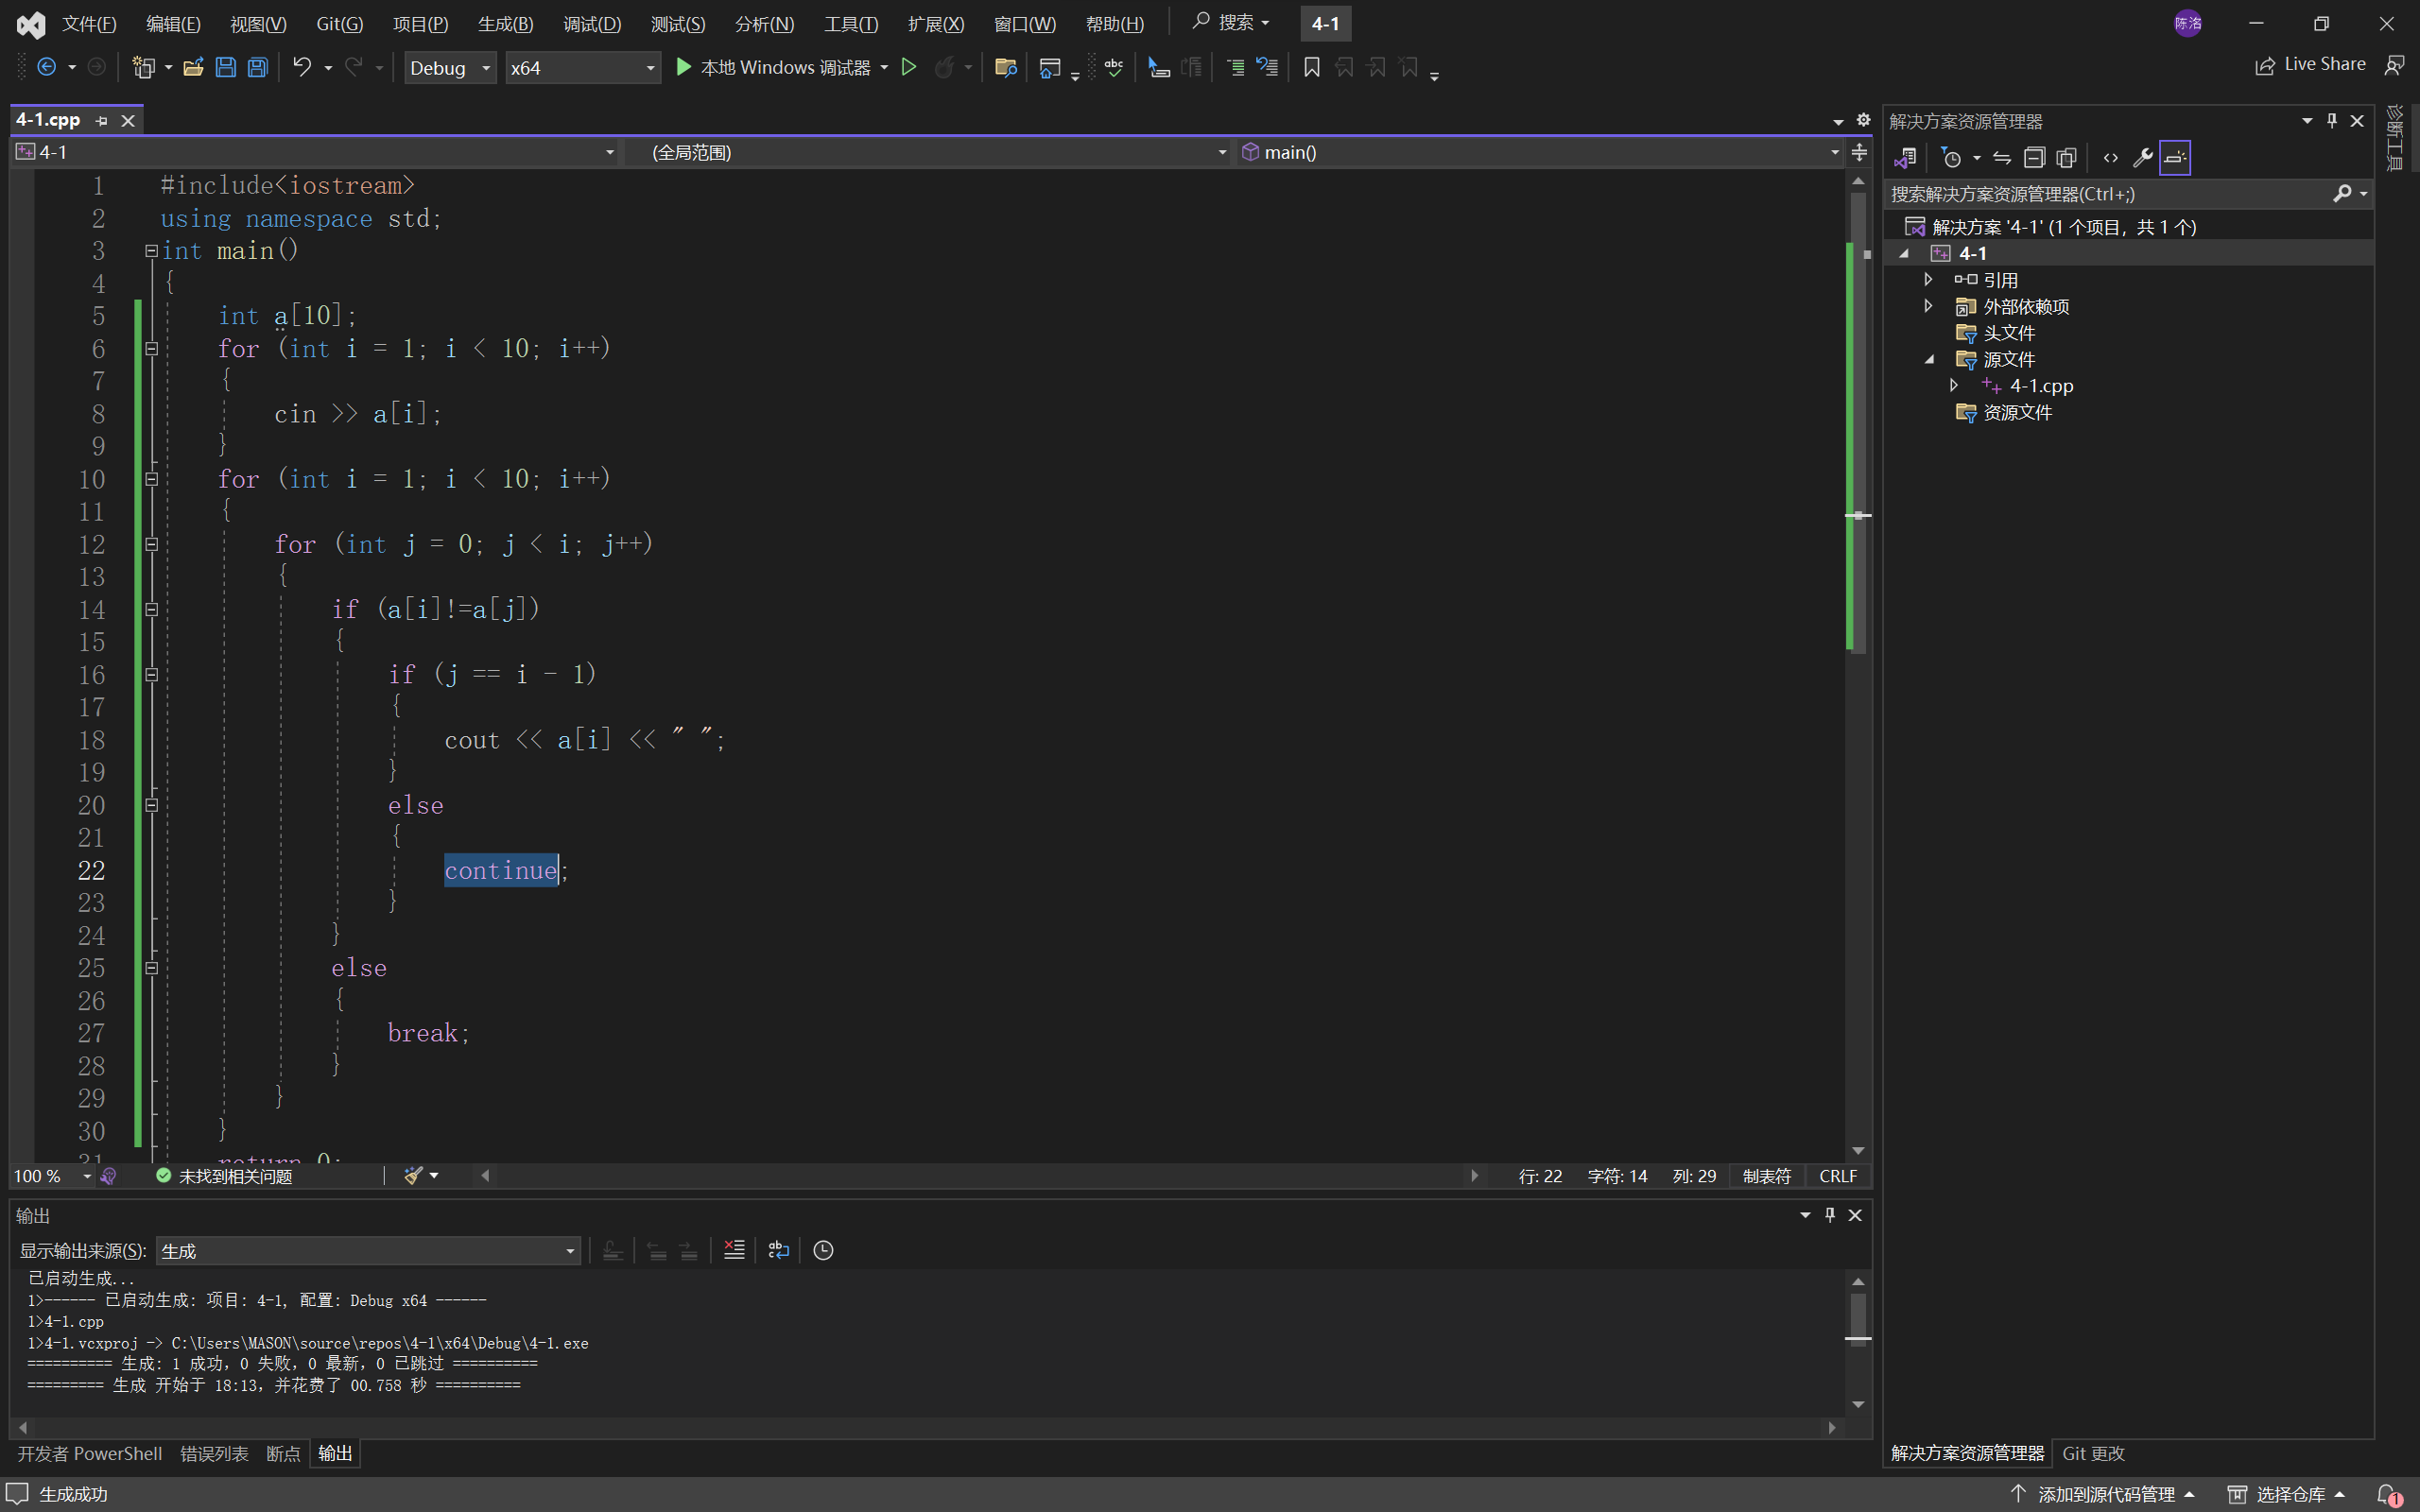 文件(F) 编辑(E) 视图(V) Git(G) 项目(P) 生成(B) 调试(D) 测试(S) 分析(N) 工具(T) 扩展(X) 窗口(W) 帮助(H) 搜索 4-1 陈洛
Debug x64 本地 Windows 调试器 Live Share
4-1.cpp
4-1 (全局范围) main()
1 #include<iostream>
2 using namespace std;
3 int main()
4 {
5 int a[10];
6 for (int i = 1; i < 10; i++)
7 {
8 cin >> a[i];
9 }
10 for (int i = 1; i < 10; i++)
11 {
12 for (int j = 0; j < i; j++)
13 {
14 if (a[i]!=a[j])
15 {
16 if (j == i - 1)
17 {
18 cout << a[i] << " ";
19 }
20 else
21 {
22 continue;
23 }
24 }
25 else
26 {
27 break;
28 }
29 }
30 }
31 return 0;
100 % 未找到相关问题 行: 22 字符: 14 列: 29 制表符 CRLF
输出
显示输出来源(S): 生成
已启动生成...
1>------ 已启动生成: 项目: 4-1, 配置: Debug x64 ------
1>4-1.cpp
1>4-1.vcxproj -> C:\Users\MASON\source\repos\4-1\x64\Debug\4-1.exe
========== 生成: 1 成功，0 失败，0 最新，0 已跳过 ==========
========= 生成 开始于 18:13，并花费了 00.758 秒 ==========
开发者 PowerShell 错误列表 断点 输出
解决方案资源管理器
搜索解决方案资源管理器(Ctrl+;)
解决方案 '4-1' (1 个项目，共 1 个)
4-1
引用
外部依赖项
头文件
源文件
4-1.cpp
资源文件
解决方案资源管理器 Git 更改
诊断工具
生成成功 添加到源代码管理 选择仓库 1